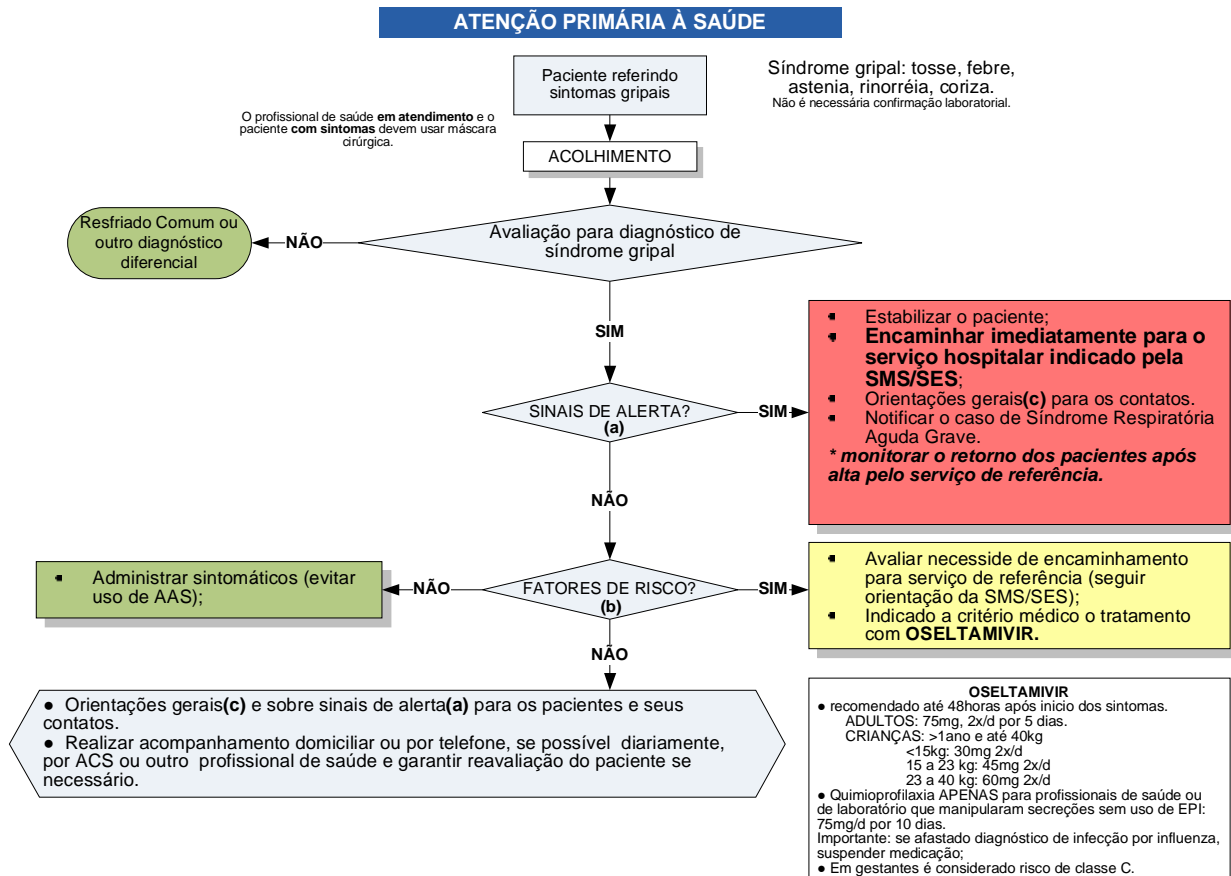 ATENÇÃO PRIMÁRIA À SAÚDE
Paciente referindo
sintomas gripais
Síndrome gripal: tosse, febre,
astenia, rinorréia, coriza.
Não é necessária confirmação laboratorial.
O profissional de saúde em atendimento e o
paciente com sintomas devem usar máscara
cirúrgica.
ACOLHIMENTO
Avaliação para diagnóstico de
síndrome gripal
NÃO
Resfriado Comum ou
outro diagnóstico
diferencial
SIM
SINAIS DE ALERTA?
(a)
SIM
▪ Estabilizar o paciente;
▪ Encaminhar imediatamente para o
serviço hospitalar indicado pela
SMS/SES;
▪ Orientações gerais(c) para os contatos.
▪ Notificar o caso de Síndrome Respiratória
Aguda Grave.
* monitorar o retorno dos pacientes após
alta pelo serviço de referência.
NÃO
FATORES DE RISCO?
(b)
NÃO
▪ Administrar sintomáticos (evitar
uso de AAS);
SIM
▪ Avaliar necesside de encaminhamento
para serviço de referência (seguir
orientação da SMS/SES);
▪ Indicado a critério médico o tratamento
com OSELTAMIVIR.
NÃO
● Orientações gerais(c) e sobre sinais de alerta(a) para os pacientes e seus
contatos.
● Realizar acompanhamento domiciliar ou por telefone, se possível diariamente,
por ACS ou outro profissional de saúde e garantir reavaliação do paciente se
necessário.
OSELTAMIVIR
● recomendado até 48horas após inicio dos sintomas.
ADULTOS: 75mg, 2x/d por 5 dias.
CRIANÇAS: >1ano e até 40kg
<15kg: 30mg 2x/d
15 a 23 kg: 45mg 2x/d
23 a 40 kg: 60mg 2x/d
● Quimioprofilaxia APENAS para profissionais de saúde ou
de laboratório que manipularam secreções sem uso de EPI:
75mg/d por 10 dias.
Importante: se afastado diagnóstico de infecção por influenza,
suspender medicação;
● Em gestantes é considerado risco de classe C.